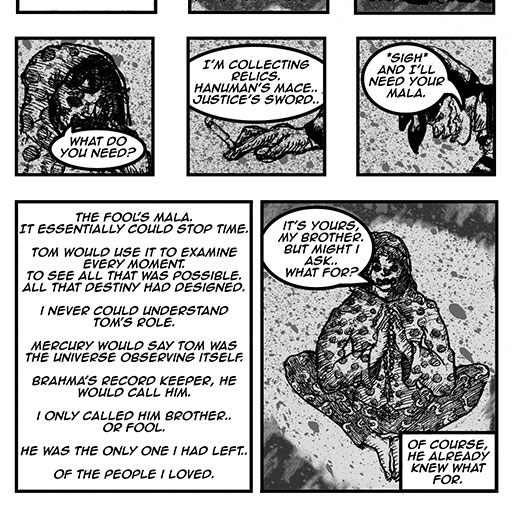 WHAT DO
YOU NEED?
I'M COLLECTING
RELICS.
HANUMAN'S MACE..
JUSTICE'S SWORD..
*SIGH*
AND I'LL
NEED YOUR
MALA.
THE FOOL'S MALA.
IT ESSENTIALLY COULD STOP TIME.
TOM WOULD USE IT TO EXAMINE
EVERY MOMENT.
TO SEE ALL THAT WAS POSSIBLE.
ALL THAT DESTINY HAD DESIGNED.
I NEVER COULD UNDERSTAND
TOM'S ROLE.
MERCURY WOULD SAY TOM WAS
THE UNIVERSE OBSERVING ITSELF.
BRAHMA'S RECORD KEEPER, HE
WOULD CALL HIM.
I ONLY CALLED HIM BROTHER..
OR FOOL.
HE WAS THE ONLY ONE I HAD LEFT..
OF THE PEOPLE I LOVED.
IT'S YOURS,
MY BROTHER.
BUT MIGHT I
ASK..
WHAT FOR?
OF COURSE,
HE ALREADY
KNEW WHAT
FOR.